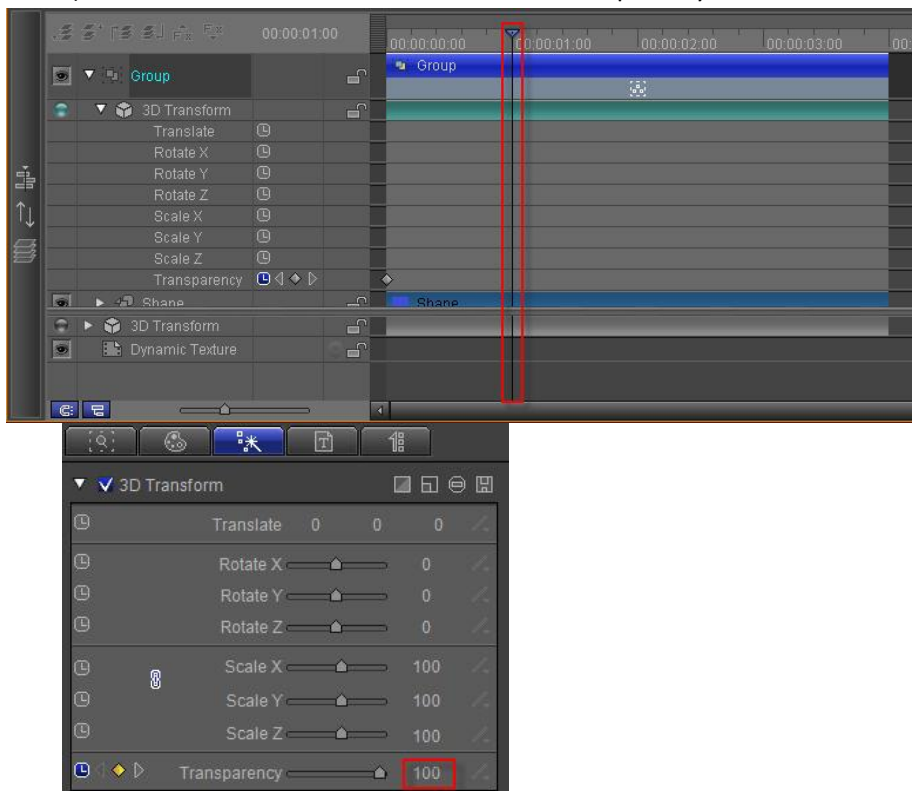 00:00:01:00
00:00:00:00 00:00:01:00 00:00:02:00 00:00:03:00 00:
Group Group
3D Transform
Translate
Rotate X
Rotate Y
Rotate Z
Scale X
Scale Y
Scale Z
Transparency
Shape Shape
3D Transform
Dynamic Texture
3D Transform
Translate 0 0 0
Rotate X 0
Rotate Y 0
Rotate Z 0
Scale X 100
Scale Y 100
Scale Z 100
Transparency 100